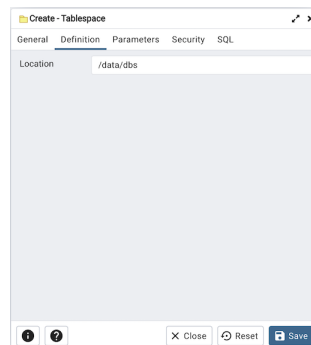 Create - Tablespace
General Definition Parameters Security SQL
Location /data/dbs
Close Reset Save